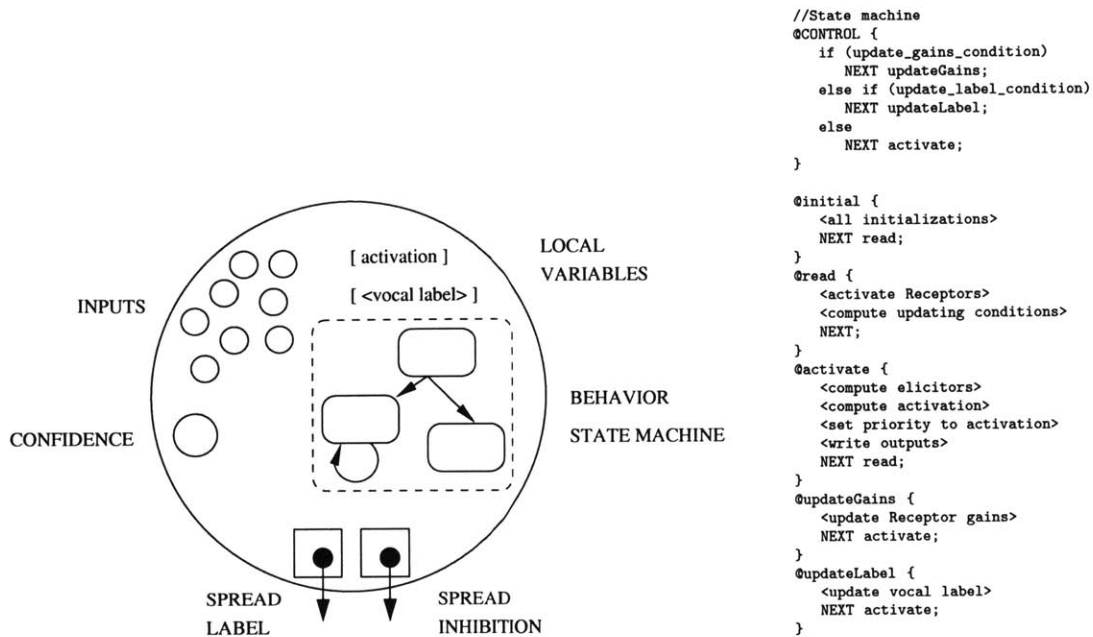 [ activation ]
[ <vocal label> ]
LOCAL
VARIABLES
INPUTS
CONFIDENCE
BEHAVIOR
STATE MACHINE
SPREAD
LABEL
SPREAD
INHIBITION
//State machine
@CONTROL {
if (update_gains_condition)
NEXT updateGains;
else if (update_label_condition)
NEXT updateLabel;
else
NEXT activate;
}
@initial {
<all initializations>
NEXT read;
}
@read {
<activate Receptors>
<compute updating conditions>
NEXT;
}
@activate {
<compute elicitors>
<compute activation>
<set priority to activation>
<write outputs>
NEXT read;
}
@updateGains {
<update Receptor gains>
NEXT activate;
}
@updateLabel {
<update vocal label>
NEXT activate;
}